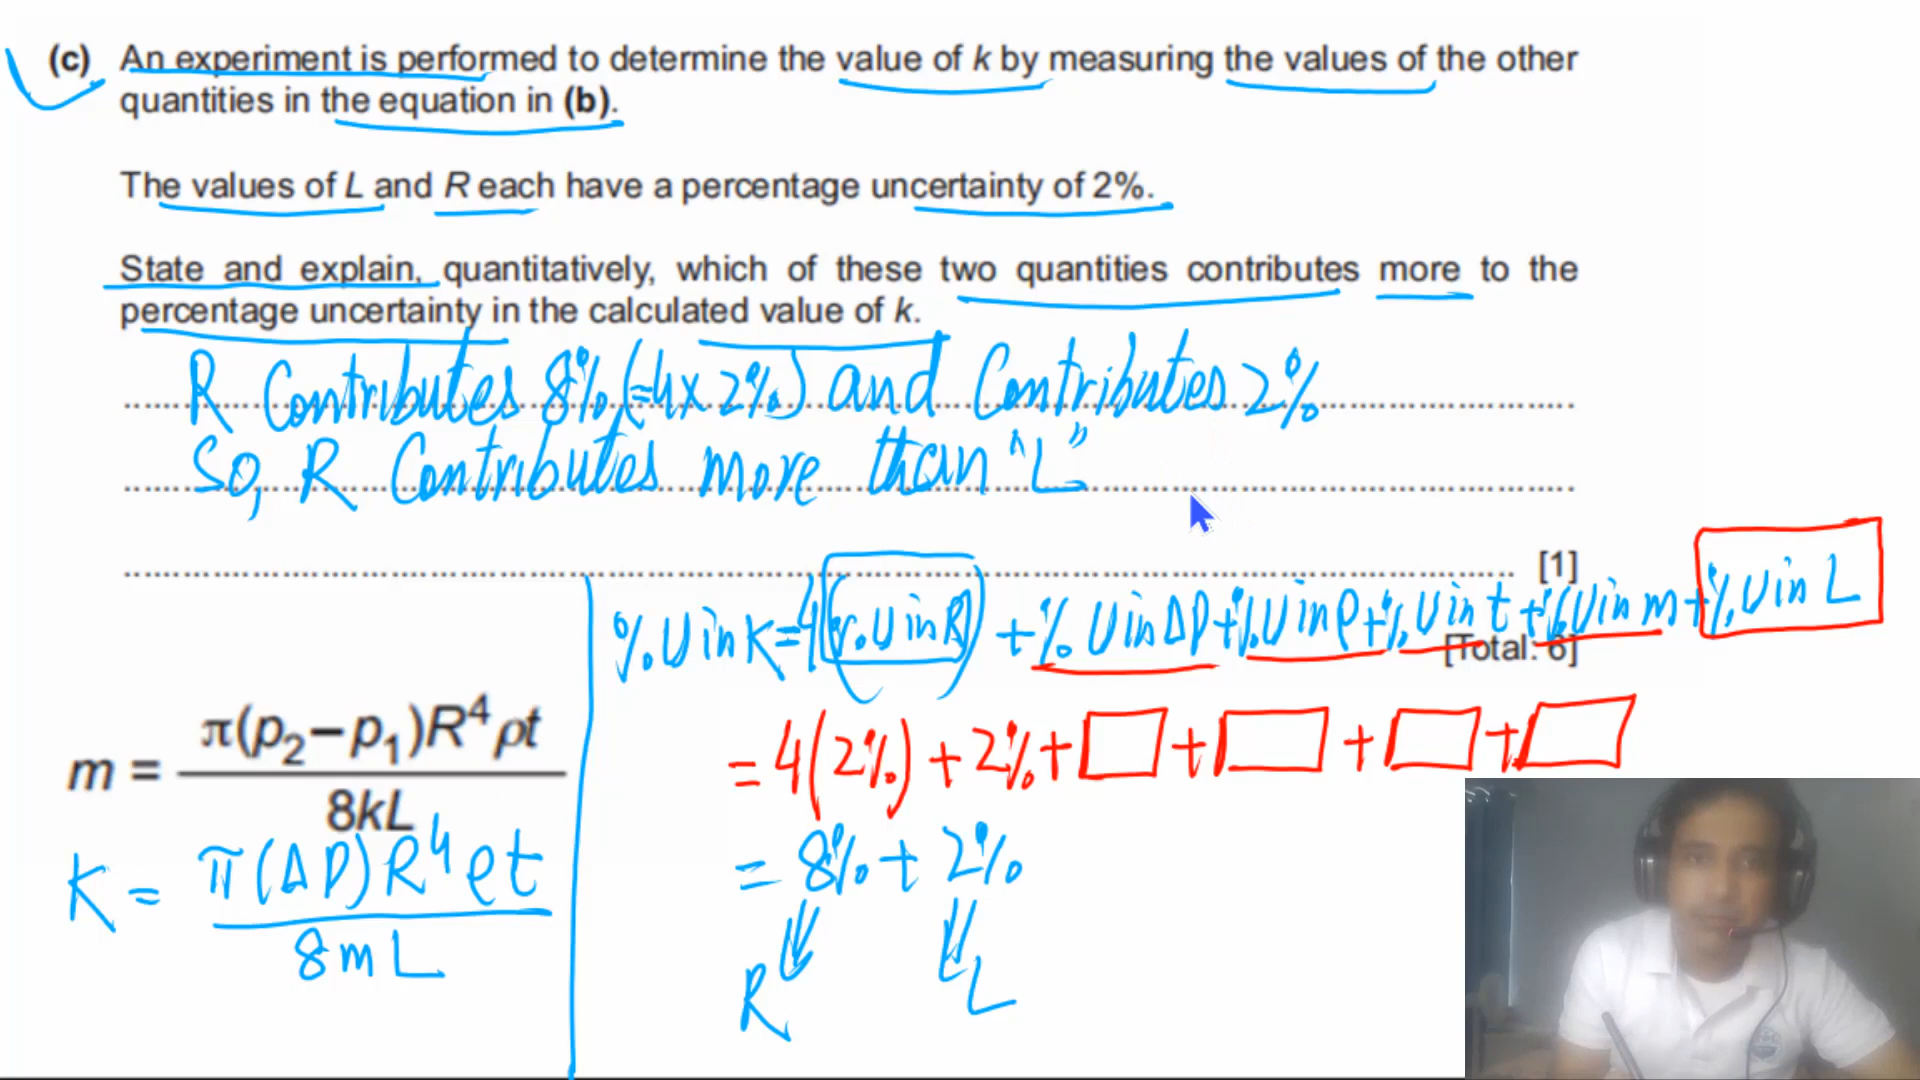 (c) An experiment is performed to determine the value of k by measuring the values of the other
quantities in the equation in (b).
The values of L and R each have a percentage uncertainty of 2%.
State and explain, quantitatively, which of these two quantities contributes more to the
percentage uncertainty in the calculated value of k.
R Contributes 8% (=4x2%) and Contributes 2%
So, R Contributes more than "L"
[1]
%U in K = 4(%.U in R) + %U in ΔP + %U in ρ + %U in t + %U in m + %U in L
[Total: 6]
= 4(2%) + 2% + □ + □ + □ + □
= 8% + 2%
R L
m = π(p₂–p₁)R⁴ρt / 8kL
K = π(ΔP)R⁴ρt / 8mL